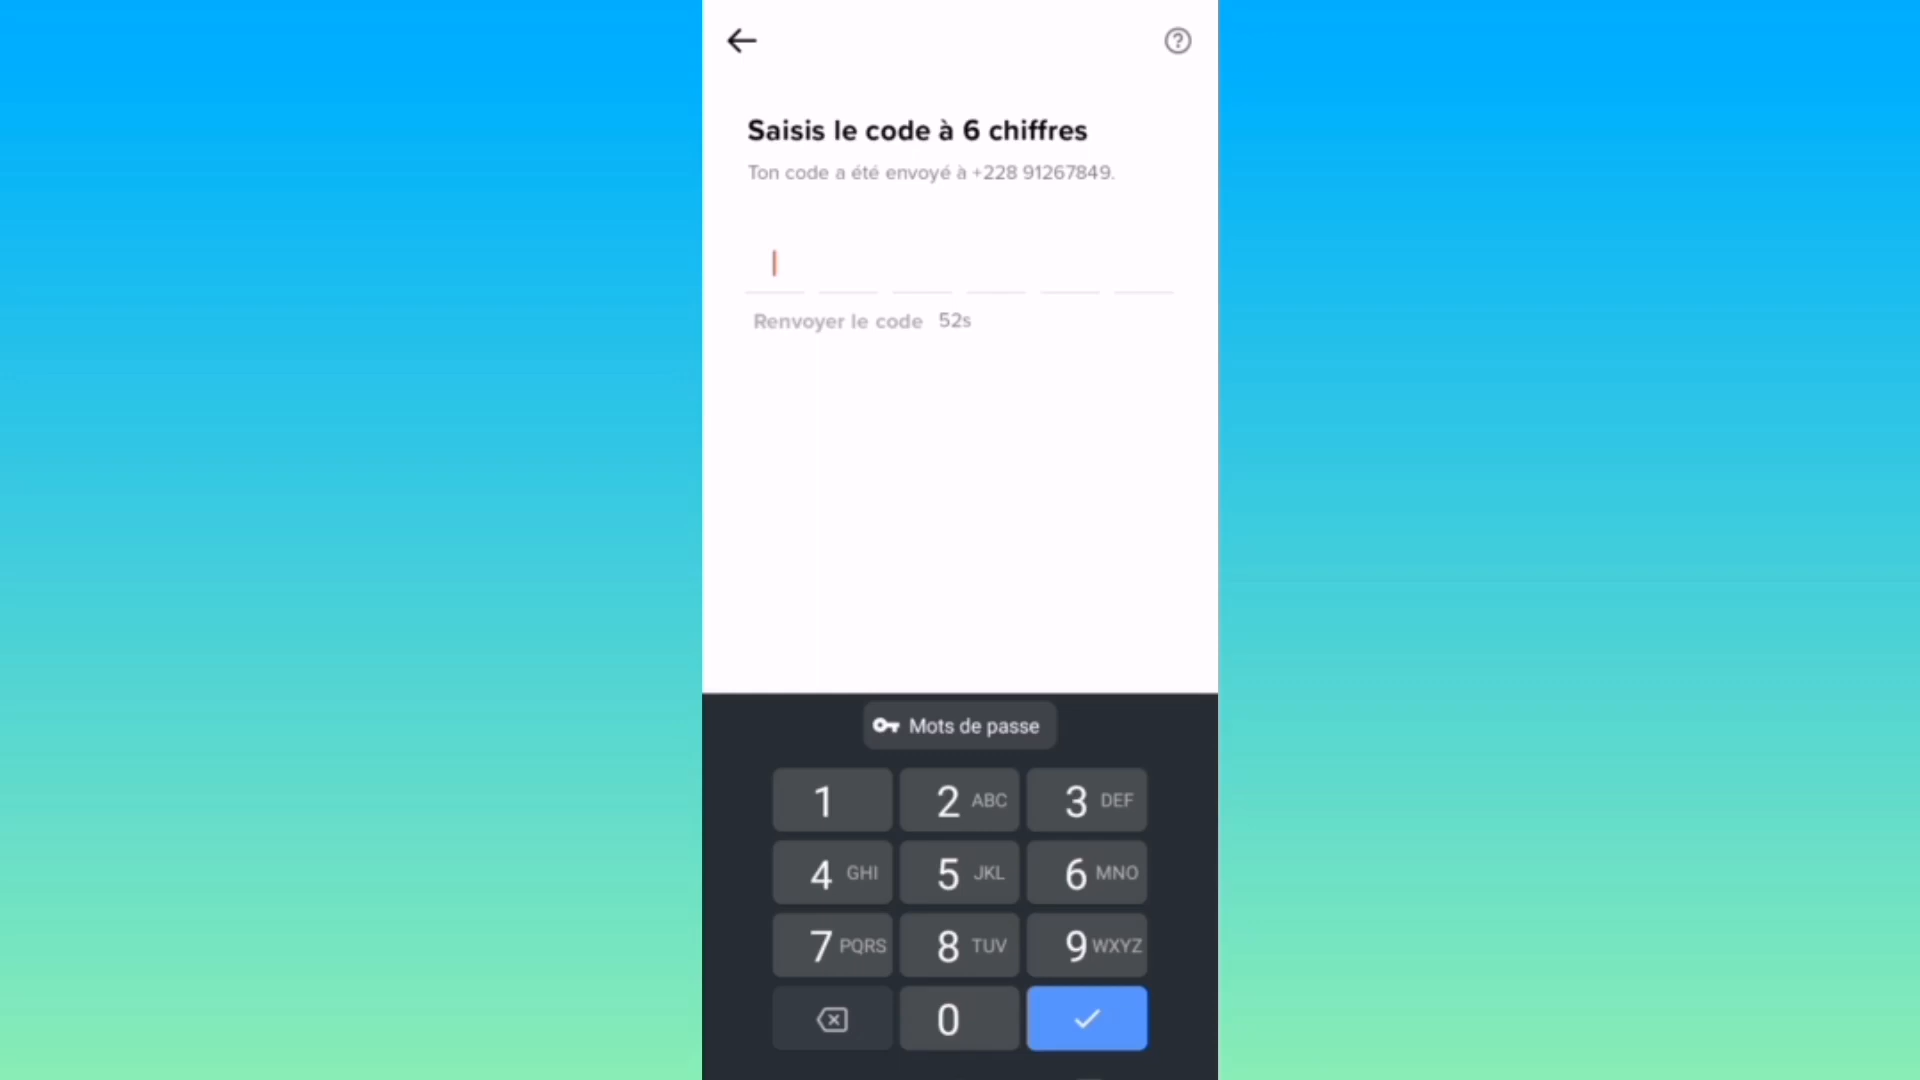 Saisis le code à 6 chiffres
Ton code a été envoyé à +228 91267849.
Renvoyer le code 52s
Mots de passe
1 2 ABC 3 DEF
4 GHI 5 JKL 6 MNO
7 PQRS 8 TUV 9 WXYZ
0